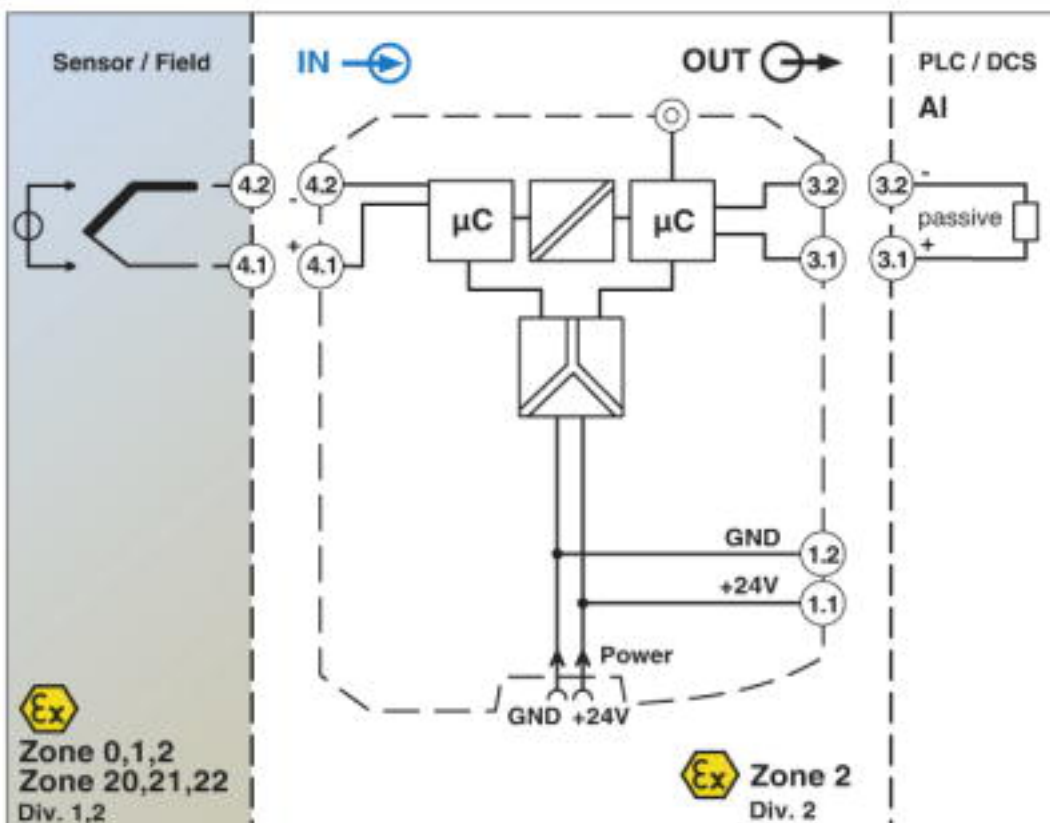 Sensor / Field
IN
OUT
PLC / DCS
AI
4.2
4.2
-
µC
µC
3.2
3.2
-
passive
4.1
+
4.1
3.1
3.1
+
GND
1.2
+24V
1.1
Power
GND +24V
Ex
Zone 0,1,2
Zone 20,21,22
Div. 1,2
Ex
Zone 2
Div. 2